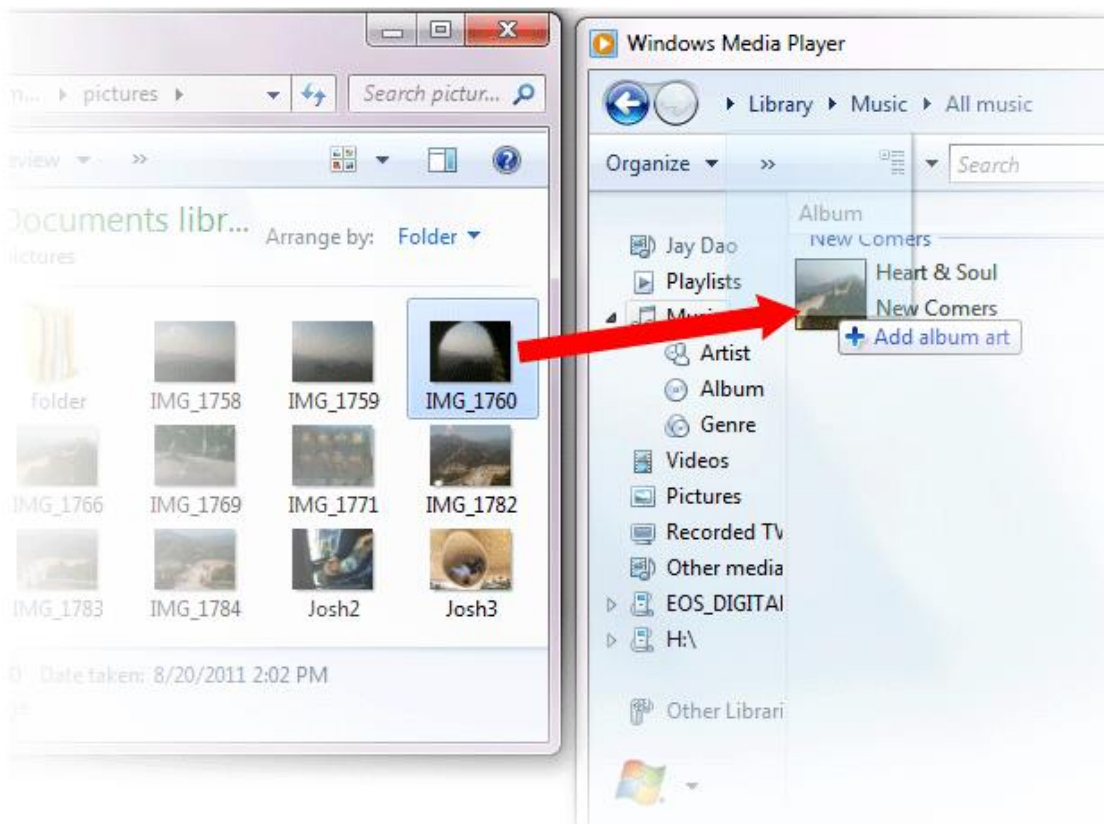 pictures
Search pictur...
eview
»
Documents libr...
Arrange by: Folder
pictures
folder
IMG_1758
IMG_1759
IMG_1760
IMG_1766
IMG_1769
IMG_1771
IMG_1782
IMG_1783
IMG_1784
Josh2
Josh3
Date taken: 8/20/2011 2:02 PM
Windows Media Player
Library Music All music
Organize » Search
Album
New Comers
Heart & Soul
New Comers
Add album art
Jay Dao
Playlists
Artist
Album
Genre
Videos
Pictures
Recorded TV
Other media
EOS_DIGITAL
H:\
Other Librari